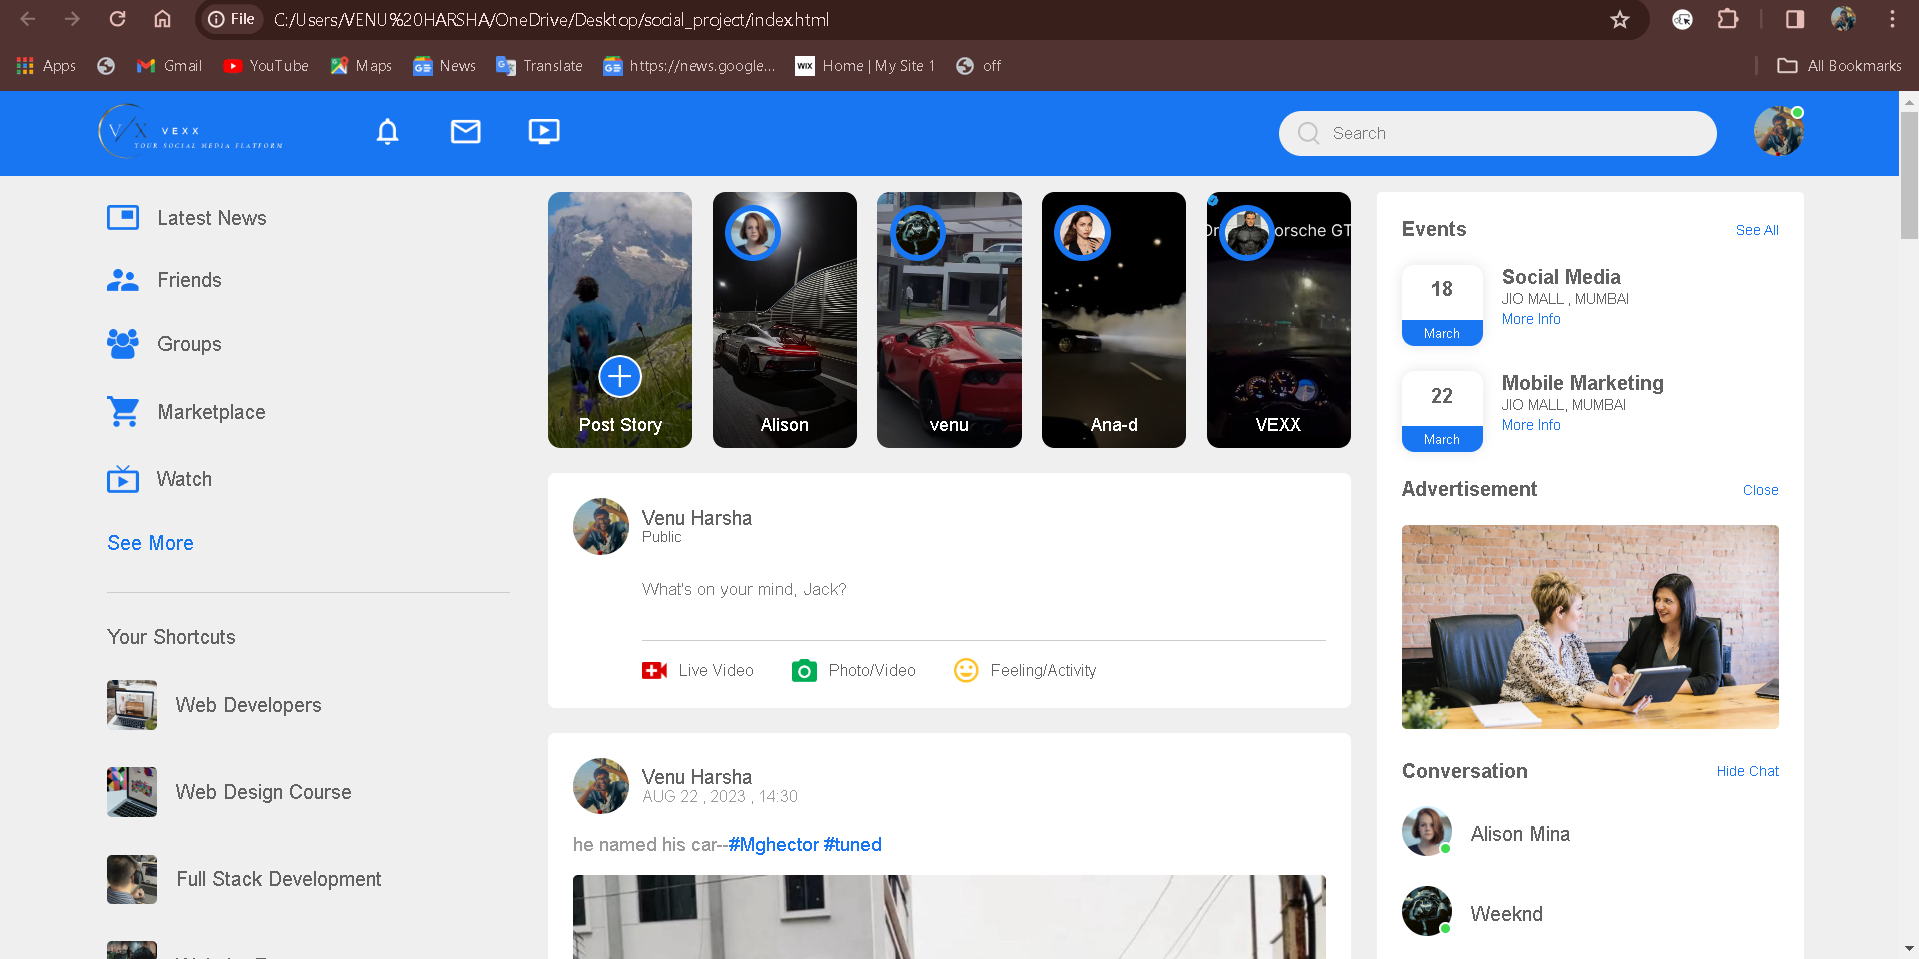 File C:/Users/VENU%20HARSHA/OneDrive/Desktop/social_project/index.html
Apps Gmail YouTube Maps News Translate https://news.google... WIX Home | My Site 1 off All Bookmarks
V/X VEXX
YOUR SOCIAL MEDIA PLATFORM
Search
Latest News
Friends
Groups
Marketplace
Watch
See More
Your Shortcuts
Web Developers
Web Design Course
Full Stack Development
Post Story
Alison
venu
Ana-d
orsche GT
VEXX
Venu Harsha
Public
What's on your mind, Jack?
Live Video Photo/Video Feeling/Activity
Venu Harsha
AUG 22 , 2023 , 14:30
he named his car--#Mghector #tuned
Events See All
18
March
Social Media
JIO MALL , MUMBAI
More Info
22
March
Mobile Marketing
JIO MALL, MUMBAI
More Info
Advertisement Close
Conversation Hide Chat
Alison Mina
Weeknd